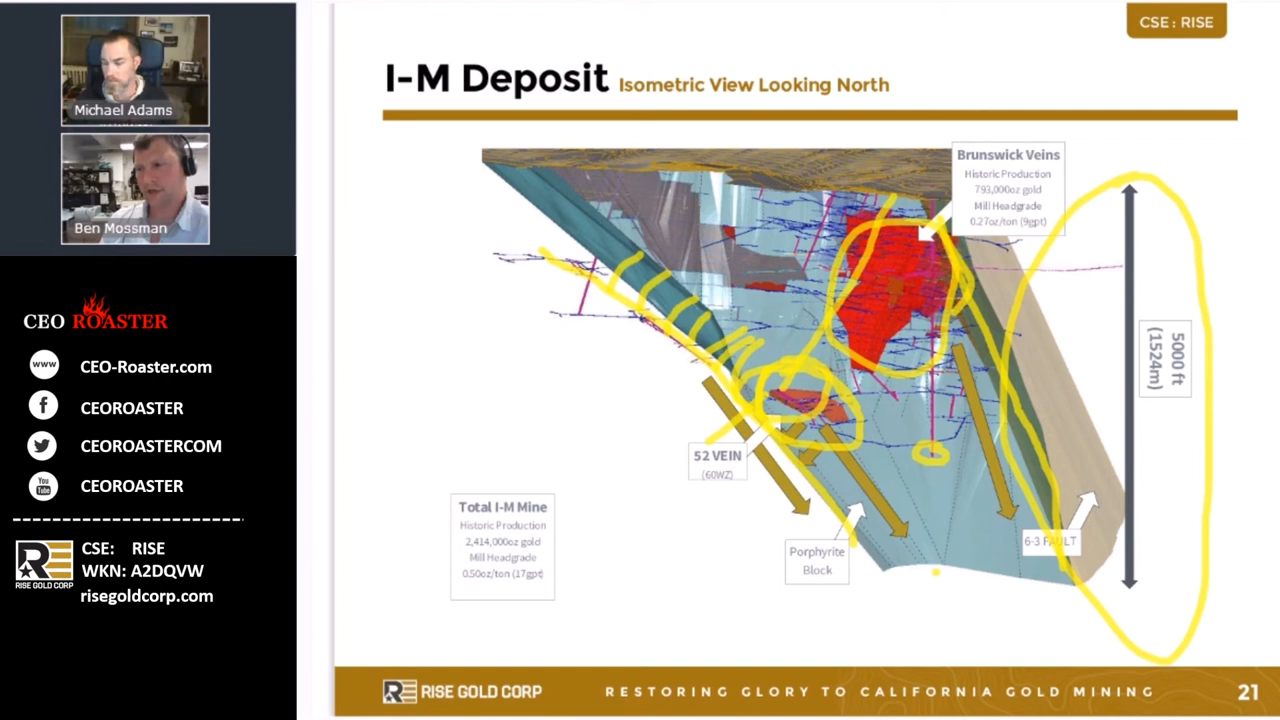 Michael Adams
Ben Mossman
CEO ROASTER
www CEO-Roaster.com
CEOROASTER
CEOROASTERCOM
You Tube CEOROASTER
CSE: RISE
WKN: A2DQVW
RISE GOLD CORP
risegoldcorp.com
CSE: RISE
I-M Deposit Isometric View Looking North
Brunswick Veins
Historic Production
793,000oz gold
Mill Headgrade
0.27oz/ton (9gpt)
5000 ft
(1524m)
52 VEIN
(60WZ)
Total I-M Mine
Historic Production
2,414,000oz gold
Mill Headgrade
0.50oz/ton (17gpt)
Porphyrite
Block
6-3 FAULT
RISE GOLD CORP
RESTORING GLORY TO CALIFORNIA GOLD MINING
21